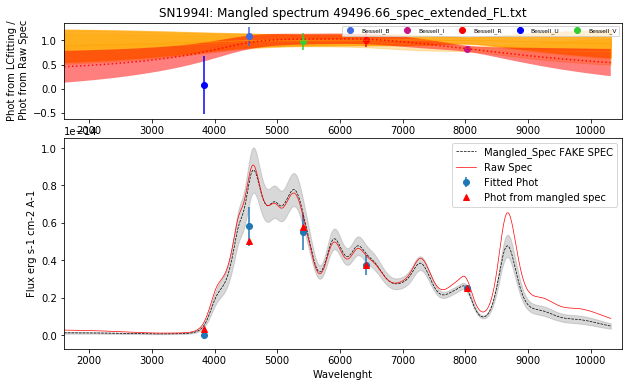 SN1994I: Mangled spectrum 49496.66_spec_extended_FL.txt
Phot from LCfitting /
Phot from Raw Spec
1.0
0.5
0.0
−0.5
Bessell_B
Bessell_I
Bessell_R
Bessell_U
Bessell_V
2000 3000 4000 5000 6000 7000 8000 9000 10000
1e−14
Flux erg s-1 cm-2 A-1
1.0
0.8
0.6
0.4
0.2
0.0
Mangled_Spec FAKE SPEC
Raw Spec
Fitted Phot
Phot from mangled spec
2000 3000 4000 5000 6000 7000 8000 9000 10000
Wavelenght